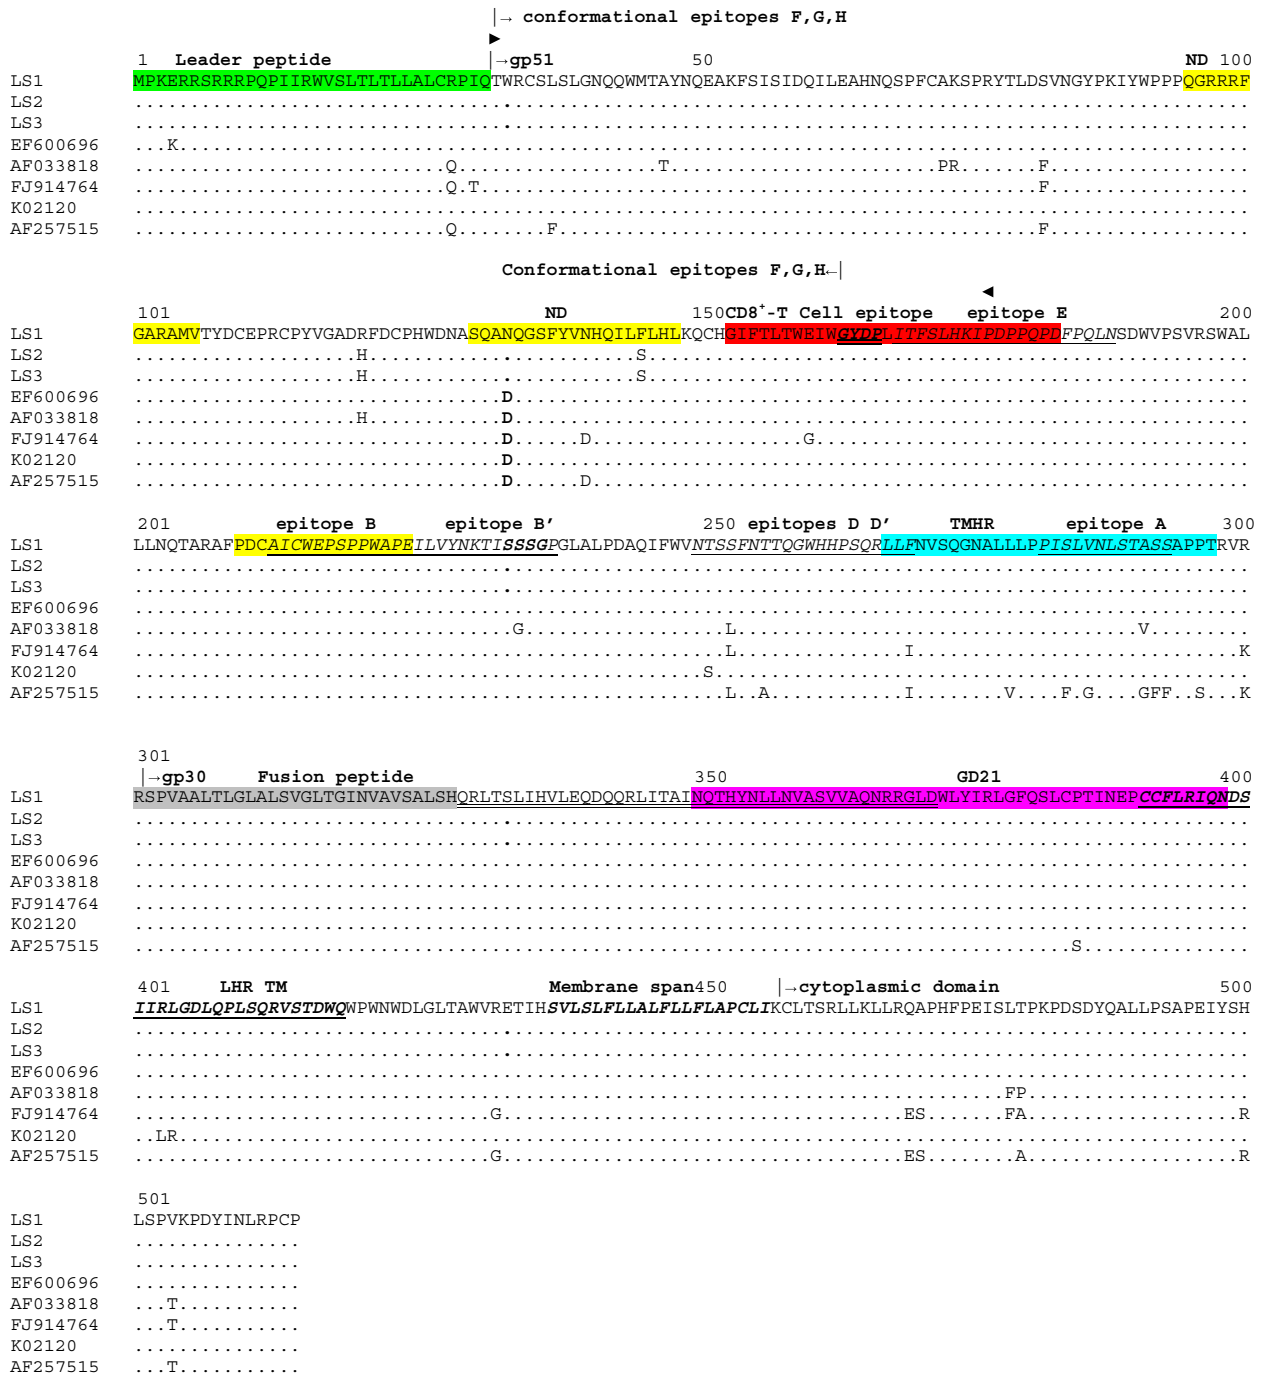 |→ conformational epitopes F,G,H
►
1 Leader peptide |→gp51 50 ND 100
LS1 MPKERRSRRRPQPIIRWVSLTLTLLALCRPIQTWRCSLSLGNQQWMTAYNQEAKFSISIDQILEAHNQSPFCAKSPRYTLDSVNGYPKIYWPPPQGRRRF
LS2 ....................................................................................................
LS3 ....................................................................................................
EF600696 ...K................................................................................................
AF033818 ............................Q..................T........................PR.......F..................
FJ914764 ............................Q.T..................................................F..................
K02120 ....................................................................................................
AF257515 ............................Q........F...........................................F..................
Conformational epitopes F,G,H←|
◄
101 ND 150CD8⁺-T Cell epitope epitope E 200
LS1 GARAMVTYDCEPRCPYVGADRFDCPHWDNASQANQGSFYVNHQILFLHLKQCHGIFTLTWEIWGYDPLITFSLHKIPDPPQPDFPQLNSDWVPSVRSWAL
LS2 ....................H........................S......................................................
LS3 ....................H........................S......................................................
EF600696 .................................D..................................................................
AF033818 ....................H............D..................................................................
FJ914764 .................................D......D...................G.......................................
K02120 .................................D..................................................................
AF257515 .................................D......D...........................................................
201 epitope B epitope B’ 250 epitopes D D’ TMHR epitope A 300
LS1 LLNQTARAFPDCAICWEPSPPWAPEILVYNKTISSSGPGLALPDAQIFWVNTSSFNTTQGWHHPSQRLLFNVSQGNALLLPPISLVNLSTASSAPPTRVR
LS2 ....................................................................................................
LS3 ....................................................................................................
EF600696 ....................................................................................................
AF033818 ..................................G..................L....................................V.........
FJ914764 .....................................................L...............I.............................K
K02120 ...................................................S................................................
AF257515 .....................................................L..A............I........V....F.G....GFF..S...K
301
|→gp30 Fusion peptide 350 GD21 400
LS1 RSPVAALTLGLALSVGLTGINVAVSALSHQRLTSLIHVLEQDQQRLITAINQTHYNLLNVASVVAQNRRGLDWLYIRLGFQSLCPTINEPCCFLRIQNDS
LS2 ....................................................................................................
LS3 ....................................................................................................
EF600696 ....................................................................................................
AF033818 ....................................................................................................
FJ914764 ....................................................................................................
K02120 ....................................................................................................
AF257515 ....................................................................................S...............
401 LHR TM Membrane span450 |→cytoplasmic domain 500
LS1 IIRLGDLQPLSQRVSTDWQWPWNWDLGLTAWVRETIHSVLSLFLLALFLLFLAPCLIKCLTSRLLKLLRQAPHFPEISLTPKPDSDYQALLPSAPEIYSH
LS2 ....................................................................................................
LS3 ....................................................................................................
EF600696 ....................................................................................................
AF033818 ..............................................................................FP....................
FJ914764 ................................G....................................ES.......FA...................R
K02120 ..LR................................................................................................
AF257515 ................................G....................................ES........A...................R
501
LS1 LSPVKPDYINLRPCP
LS2 ...............
LS3 ...............
EF600696 ...............
AF033818 ...T...........
FJ914764 ...T...........
K02120 ...............
AF257515 ...T...........